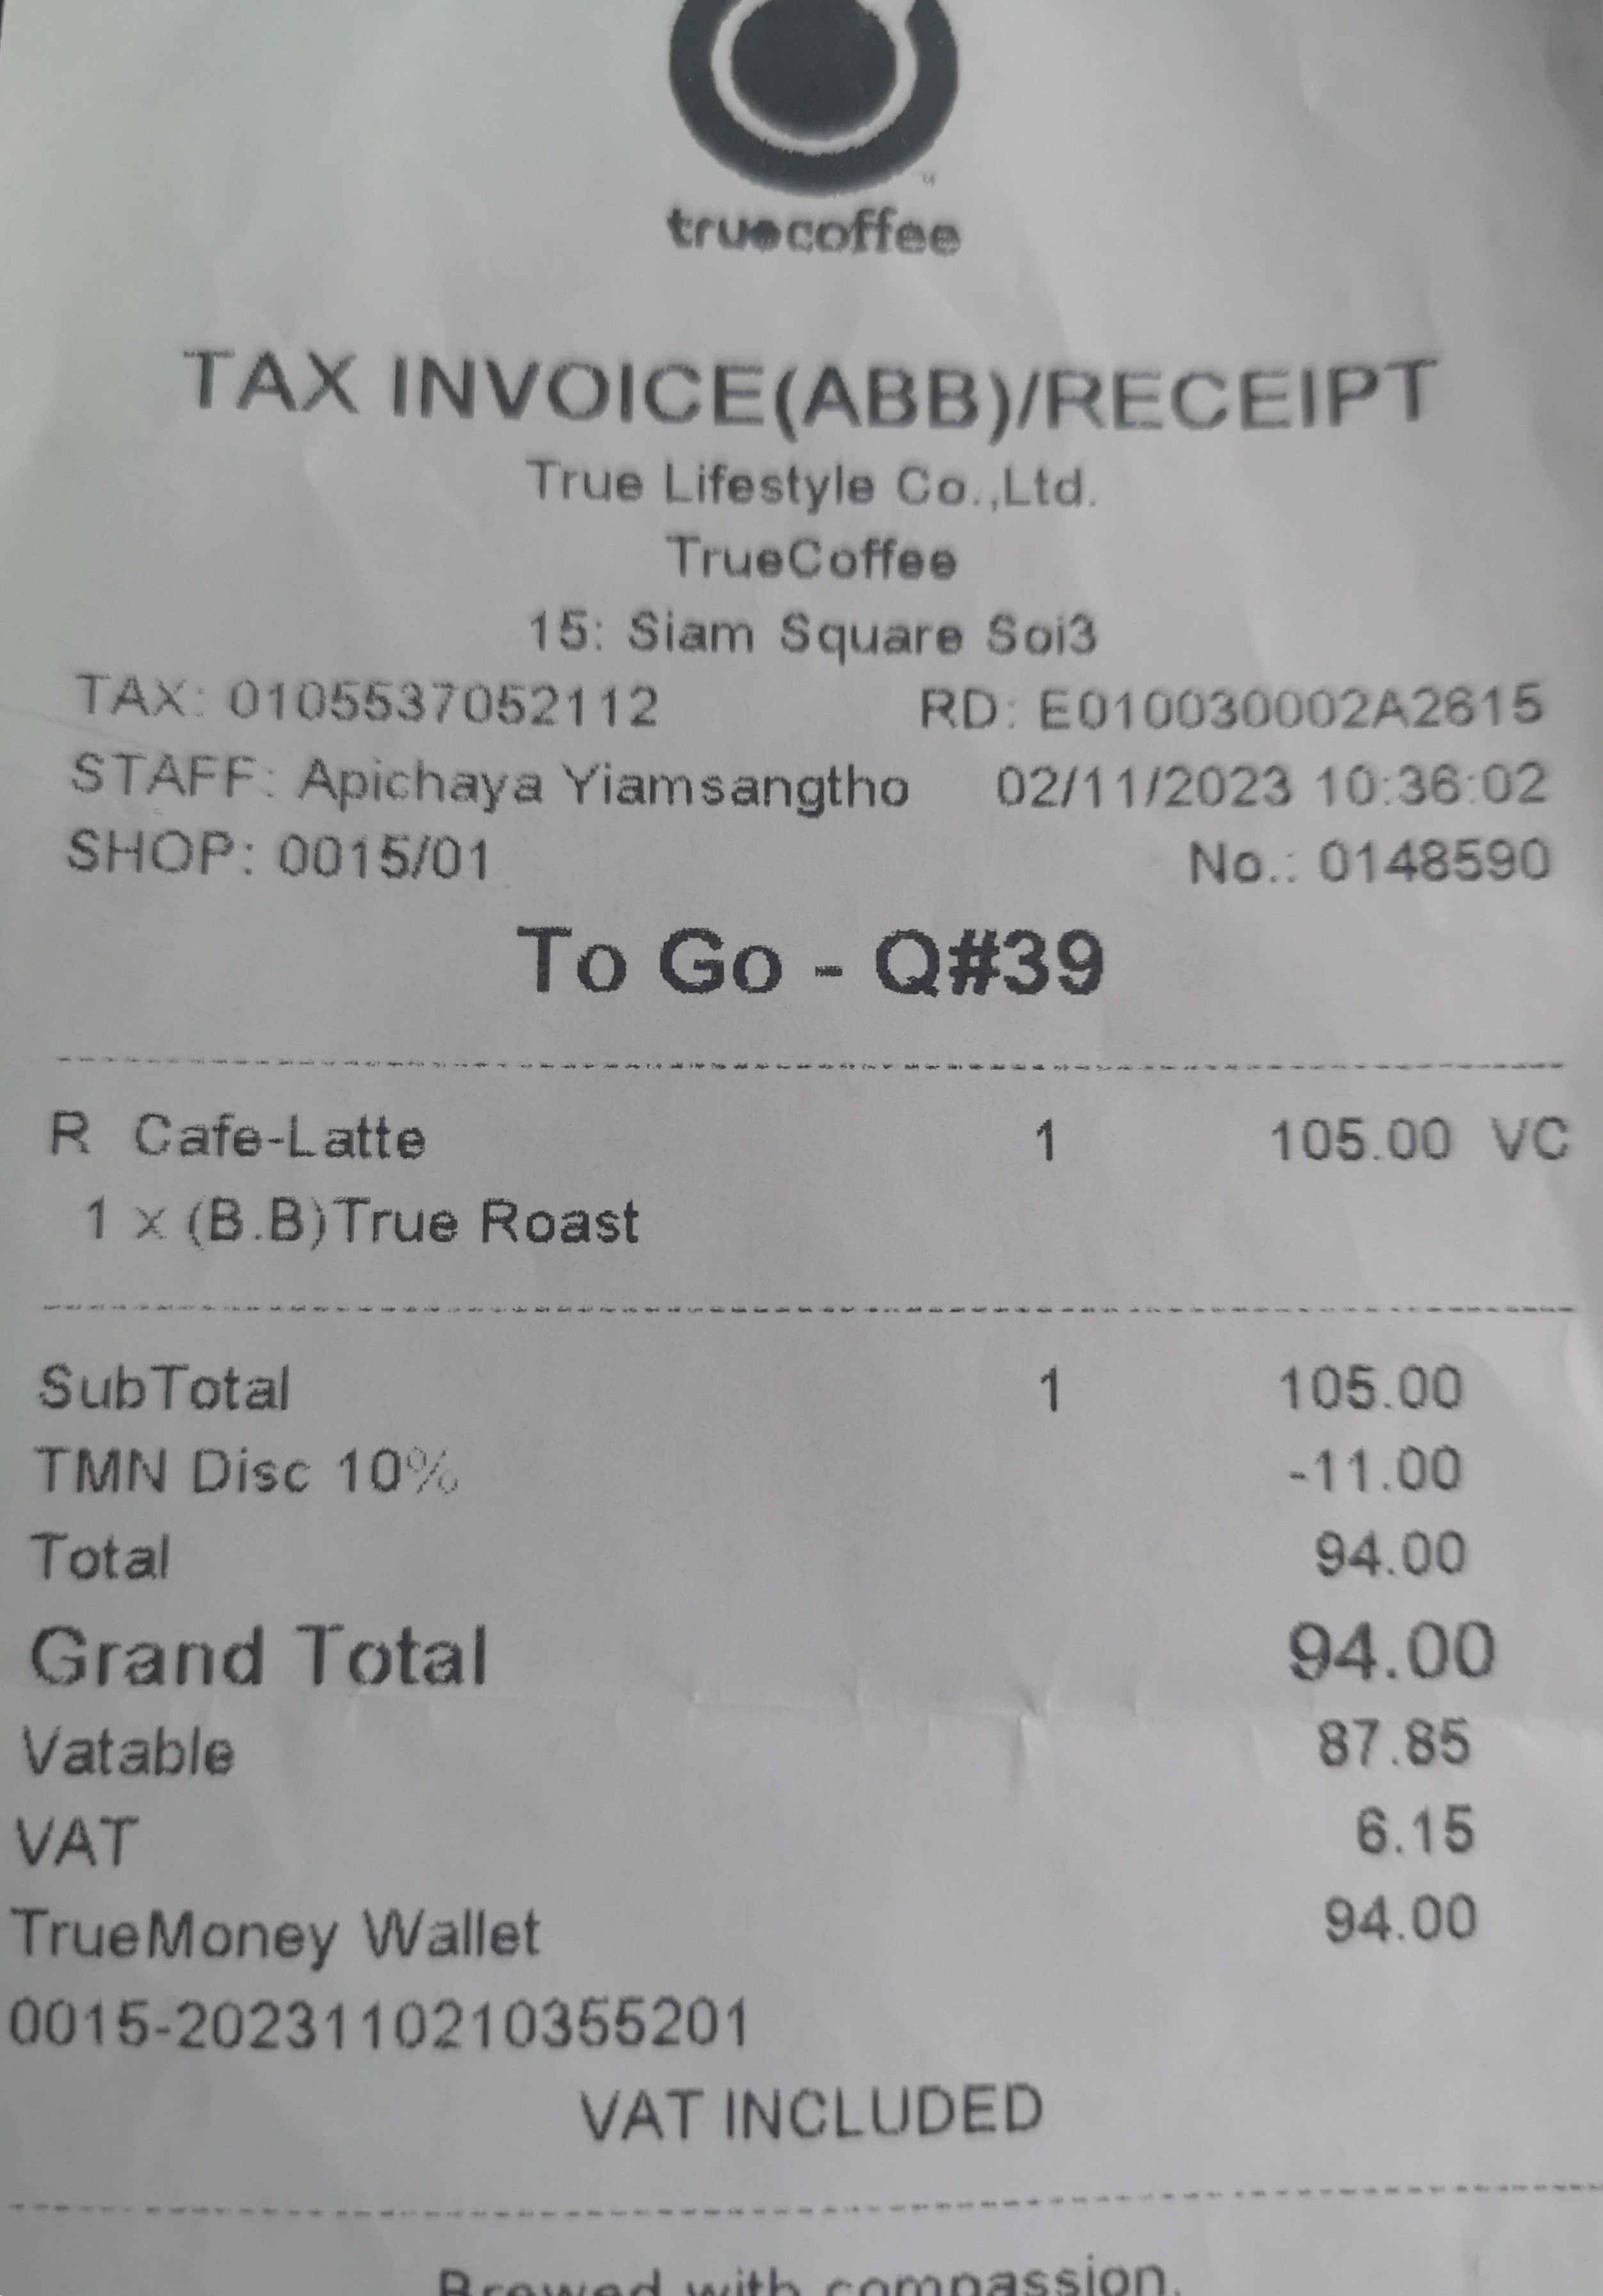 truecoffee
TAX INVOICE(ABB)/RECEIPT
True Lifestyle Co.,Ltd.
TrueCoffee
15: Siam Square Soi3
TAX: 0105537052112 RD: E010030002A2615
STAFF: Apichaya Yiamsangtho 02/11/2023 10:36:02
SHOP: 0015/01 No.: 0148590
To Go - Q#39
R Cafe-Latte 1 105.00 VC
1 x (B.B)True Roast
SubTotal 1 105.00
TMN Disc 10% -11.00
Total 94.00
Grand Total 94.00
Vatable 87.85
VAT 6.15
TrueMoney Wallet 94.00
0015-2023110210355201
VAT INCLUDED
Brewed with compassion.